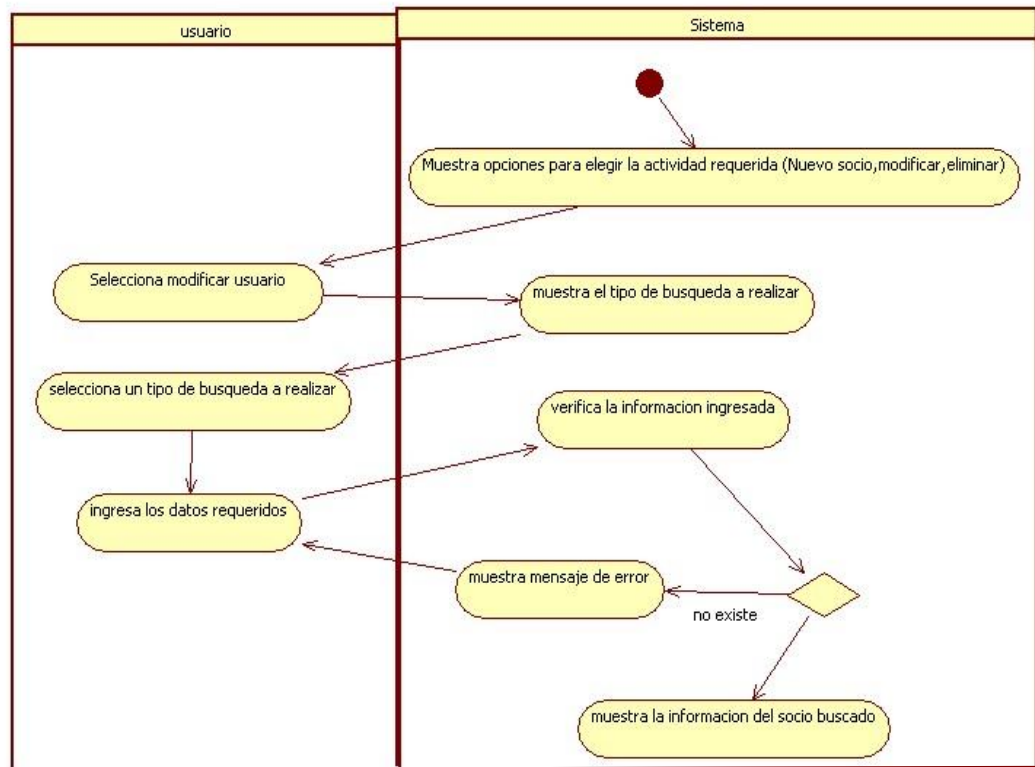 usuario
Sistema
Muestra opciones para elegir la actividad requerida (Nuevo socio,modificar,eliminar)
Selecciona modificar usuario
muestra el tipo de busqueda a realizar
selecciona un tipo de busqueda a realizar
verifica la informacion ingresada
ingresa los datos requeridos
muestra mensaje de error
no existe
muestra la informacion del socio buscado